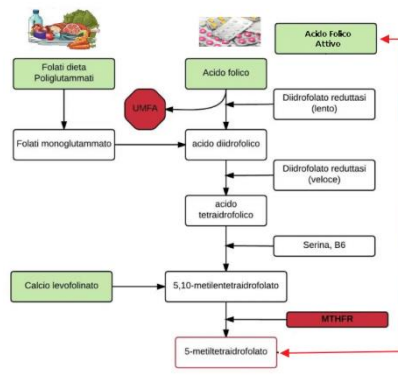 Folati dieta
Poliglutammati
Acido folico
Acido Folico
Attivo
UMFA
Diidrofolato reduttasi
(lento)
Folati monoglutammato
acido diidrofolico
Diidrofolato reduttasi
(veloce)
acido
tetraidrofolico
Serina, B6
Calcio levofolinato
5,10-metilentetraidrofolato
MTHFR
5-metiltetraidrofolato